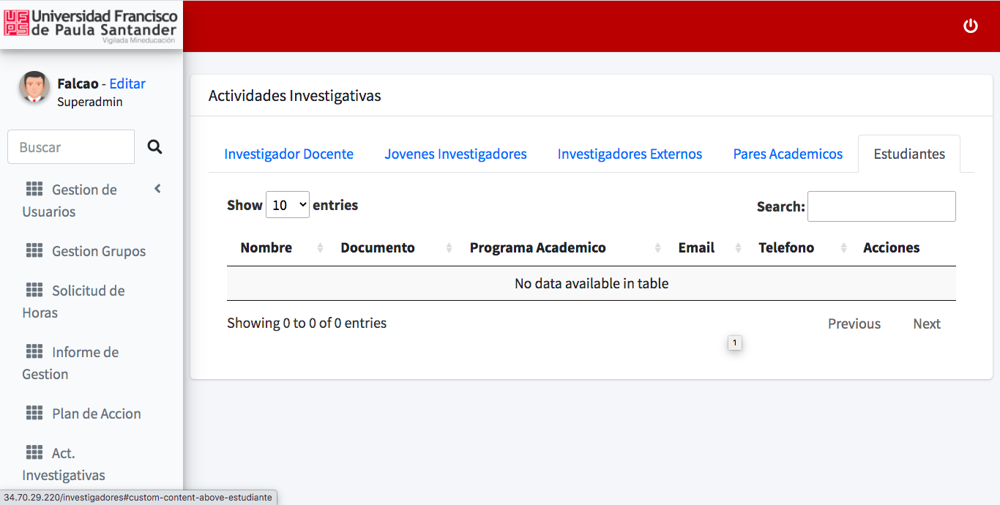 UFPS
Universidad Francisco
de Paula Santander
Vigilada Mineducación
Falcao - Editar
Superadmin
Buscar
Gestion de
Usuarios
Gestion Grupos
Solicitud de
Horas
Informe de
Gestion
Plan de Accion
Act.
Investigativas
Actividades Investigativas
Investigador Docente Jovenes Investigadores Investigadores Externos Pares Academicos Estudiantes
Show 10 entries Search:
Nombre Documento Programa Academico Email Telefono Acciones
No data available in table
Showing 0 to 0 of 0 entries Previous Next
1
34.70.29.220/investigadores#custom-content-above-estudiante